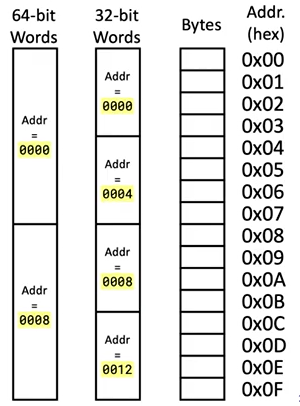 64-bit
Words
32-bit
Words
Bytes
Addr.
(hex)
Addr
=
0000
Addr
=
0008
Addr
=
0000
Addr
=
0004
Addr
=
0008
Addr
=
0012
0x00
0x01
0x02
0x03
0x04
0x05
0x06
0x07
0x08
0x09
0x0A
0x0B
0x0C
0x0D
0x0E
0x0F